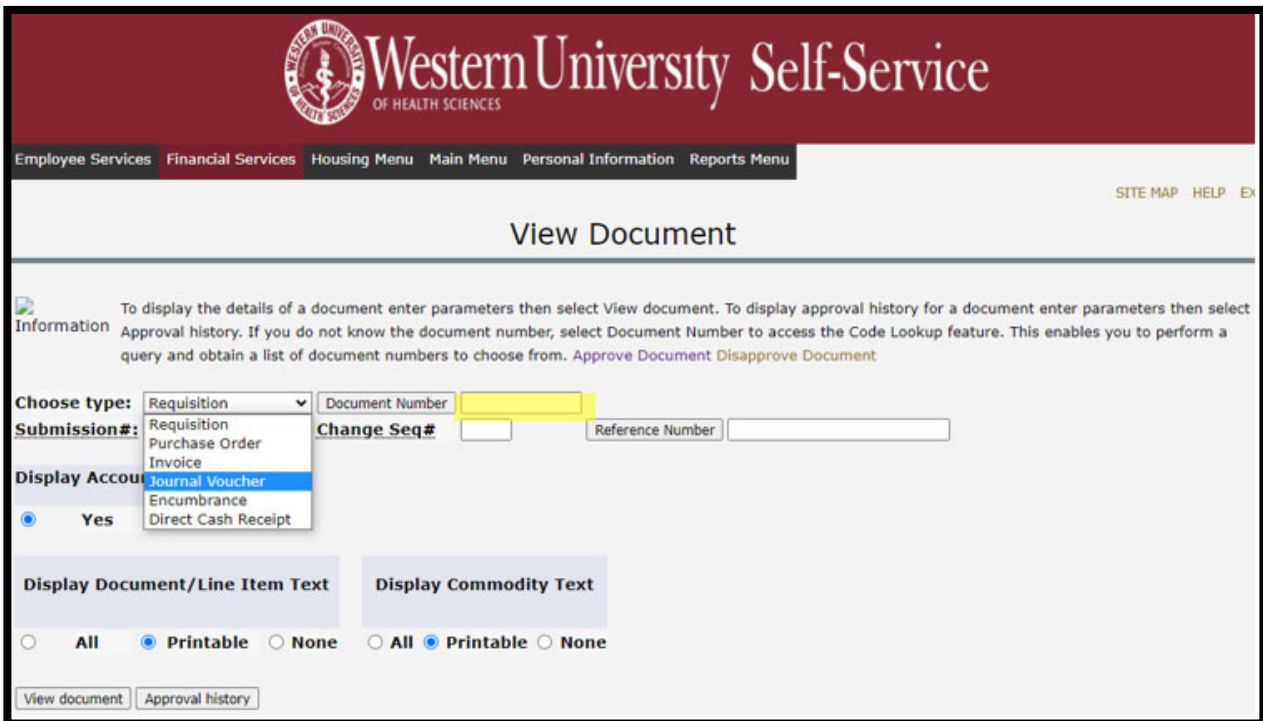 Western University Self-Service
OF HEALTH SCIENCES
Employee Services Financial Services Housing Menu Main Menu Personal Information Reports Menu
SITE MAP HELP EX
View Document
To display the details of a document enter parameters then select View document. To display approval history for a document enter parameters then select
Information Approval history. If you do not know the document number, select Document Number to access the Code Lookup feature. This enables you to perform a
query and obtain a list of document numbers to choose from. Approve Document Disapprove Document
Choose type: Requisition Document Number
Submission#: Requisition Change Seq# Reference Number
Purchase Order
Invoice
Display Accou Journal Voucher
Encumbrance
Yes Direct Cash Receipt
Display Document/Line Item Text Display Commodity Text
All Printable None All Printable None
View document Approval history